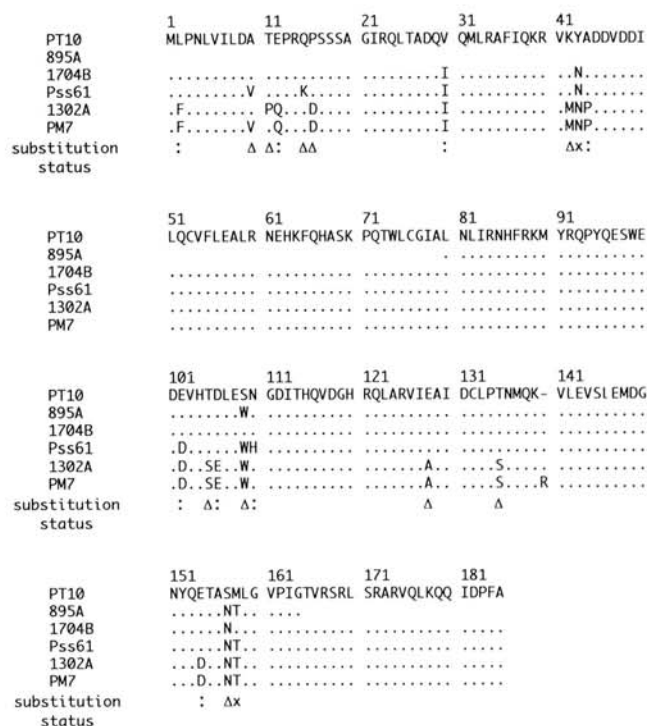 1 11 21 31 41
PT10 MLPNLVILDA TEPRQPSSSA GIRQLTADQV QMLRAFIQKR VKYADDVDDI
895A
1704B .......... .......... .........I .......... ..N.......
Pss61 .........V ....K..... .........I .......... ..N.......
1302A .F........ PQ...D.... .........I .......... .MNP......
PM7 .F.......V .Q...D.... .........I .......... .MNP......
substitution : Δ Δ: ΔΔ : Δx:
status
51 61 71 81 91
PT10 LQCVFLEALR NEHKFQHASK PQTWLCGIAL NLIRNHFRKM YRQPYQESWE
895A . .......... ..........
1704B .......... .......... .......... .......... ..........
Pss61 .......... .......... .......... .......... ..........
1302A .......... .......... .......... .......... ..........
PM7 .......... .......... .......... .......... ..........
101 111 121 131 141
PT10 DEVHTDLESN GDITHQVDGH RQLARVIEAI DCLPTNMQK- VLEVSLEMDG
895A ........W. .......... .......... .......... ..........
1704B .......... .......... .......... .......... ..........
Pss61 .D......WH .......... .......... .......... ..........
1302A .D..SE..W. .......... .......A.. ....S..... ..........
PM7 .D..SE..W. .......... .......A.. ....S....R ..........
substitution : Δ: Δ: Δ Δ
status
151 161 171 181
PT10 NYQETASMLG VPIGTVRSRL SRARVQLKQQ IDPFA
895A ......NT.. ....
1704B ......N... .......... .......... .....
Pss61 ......NT.. .......... .......... .....
1302A ...D..NT.. .......... .......... .....
PM7 ...D..NT.. .......... .......... .....
substitution : Δx
status